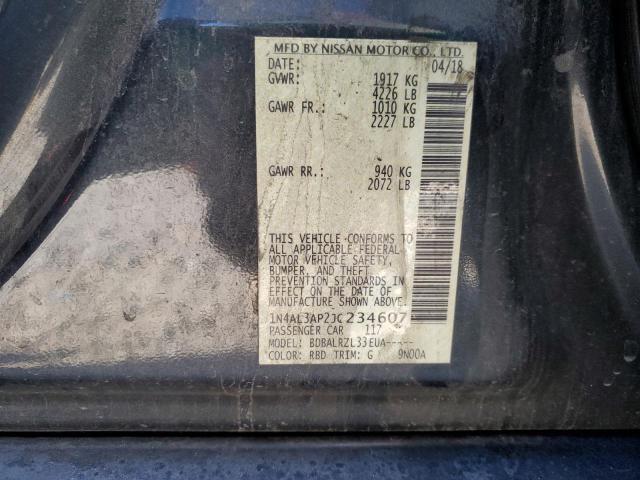 MFD BY NISSAN MOTOR CO., LTD.
DATE: 04/18
GVWR: 1917 KG
4226 LB
GAWR FR.: 1010 KG
2227 LB
GAWR RR.: 940 KG
2072 LB
THIS VEHICLE CONFORMS TO
ALL APPLICABLE FEDERAL
MOTOR VEHICLE SAFETY,
BUMPER, AND THEFT
PREVENTION STANDARDS IN
EFFECT ON THE DATE OF
MANUFACTURE SHOWN ABOVE.
1N4AL3AP2JC234607
PASSENGER CAR 117
MODEL: BDBALRZL33EUA-----
COLOR: RBD TRIM: G 9N00A